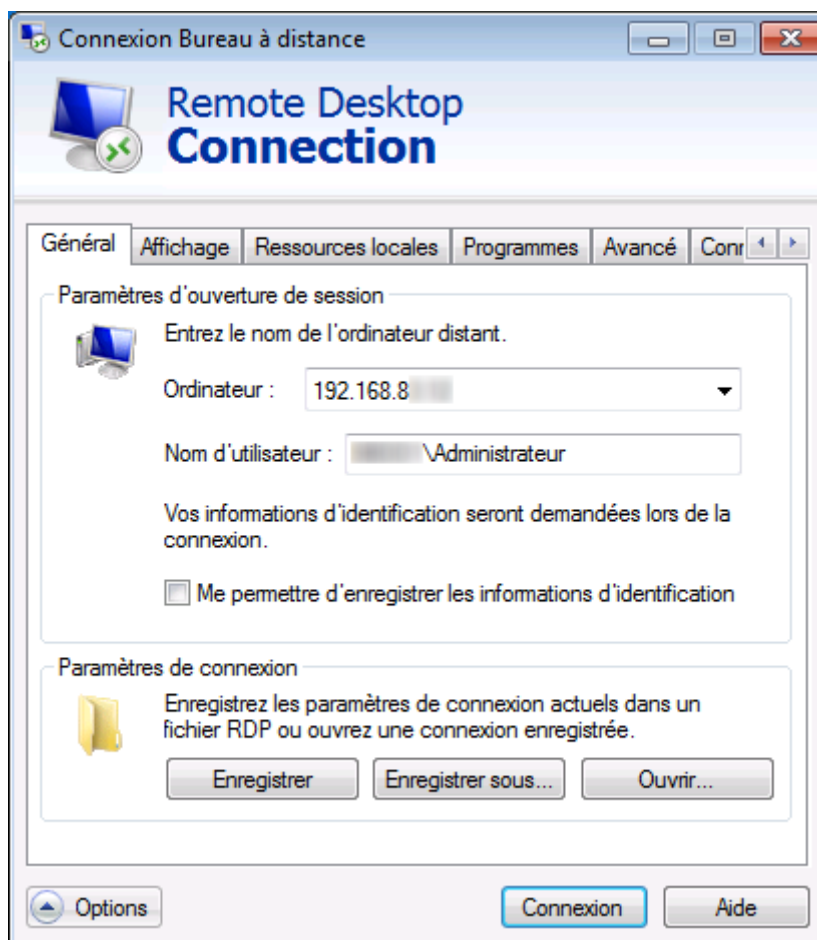 Connexion Bureau à distance
Remote Desktop
Connection
Général Affichage Ressources locales Programmes Avancé
Paramètres d'ouverture de session
Entrez le nom de l'ordinateur distant.
Ordinateur : 192.168.8
Nom d'utilisateur : \Administrateur
Vos informations d'identification seront demandées lors de la
connexion.
Me permettre d'enregistrer les informations d'identification
Paramètres de connexion
Enregistrez les paramètres de connexion actuels dans un
fichier RDP ou ouvrez une connexion enregistrée.
Enregistrer Enregistrer sous... Ouvrir...
Options Connexion Aide